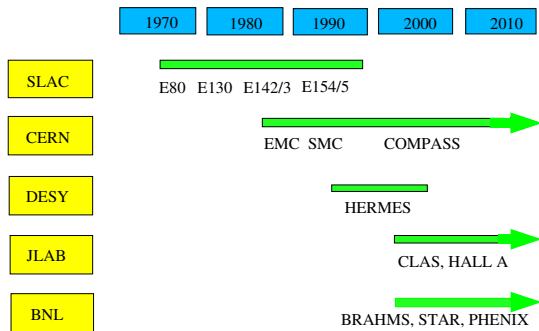 1970 1980 1990 2000 2010
SLAC
E80 E130 E142/3 E154/5
CERN
EMC SMC COMPASS
DESY
HERMES
JLAB
CLAS, HALL A
BNL
BRAHMS, STAR, PHENIX